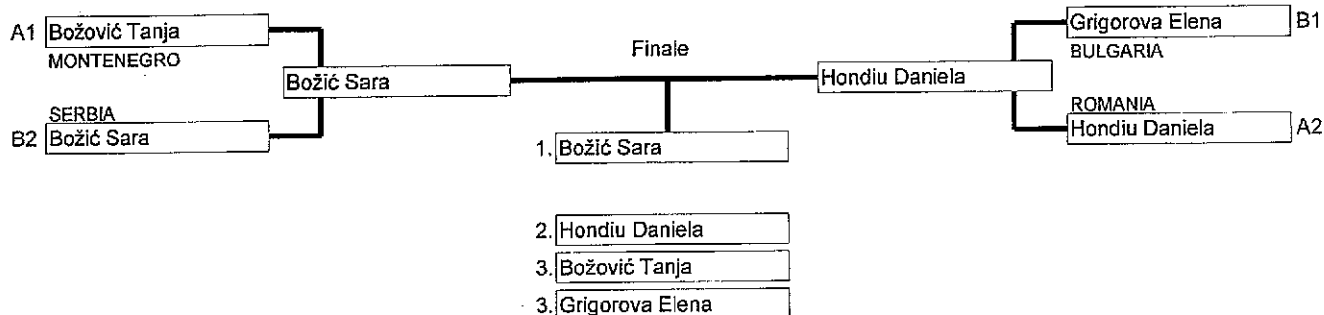 A1 Božović Tanja
MONTENEGRO
Božić Sara
SERBIA
B2 Božić Sara
Finale
Grigorova Elena B1
BULGARIA
Hondiu Daniela
ROMANIA
Hondiu Daniela A2
1. Božić Sara
2. Hondiu Daniela
3. Božović Tanja
3. Grigorova Elena